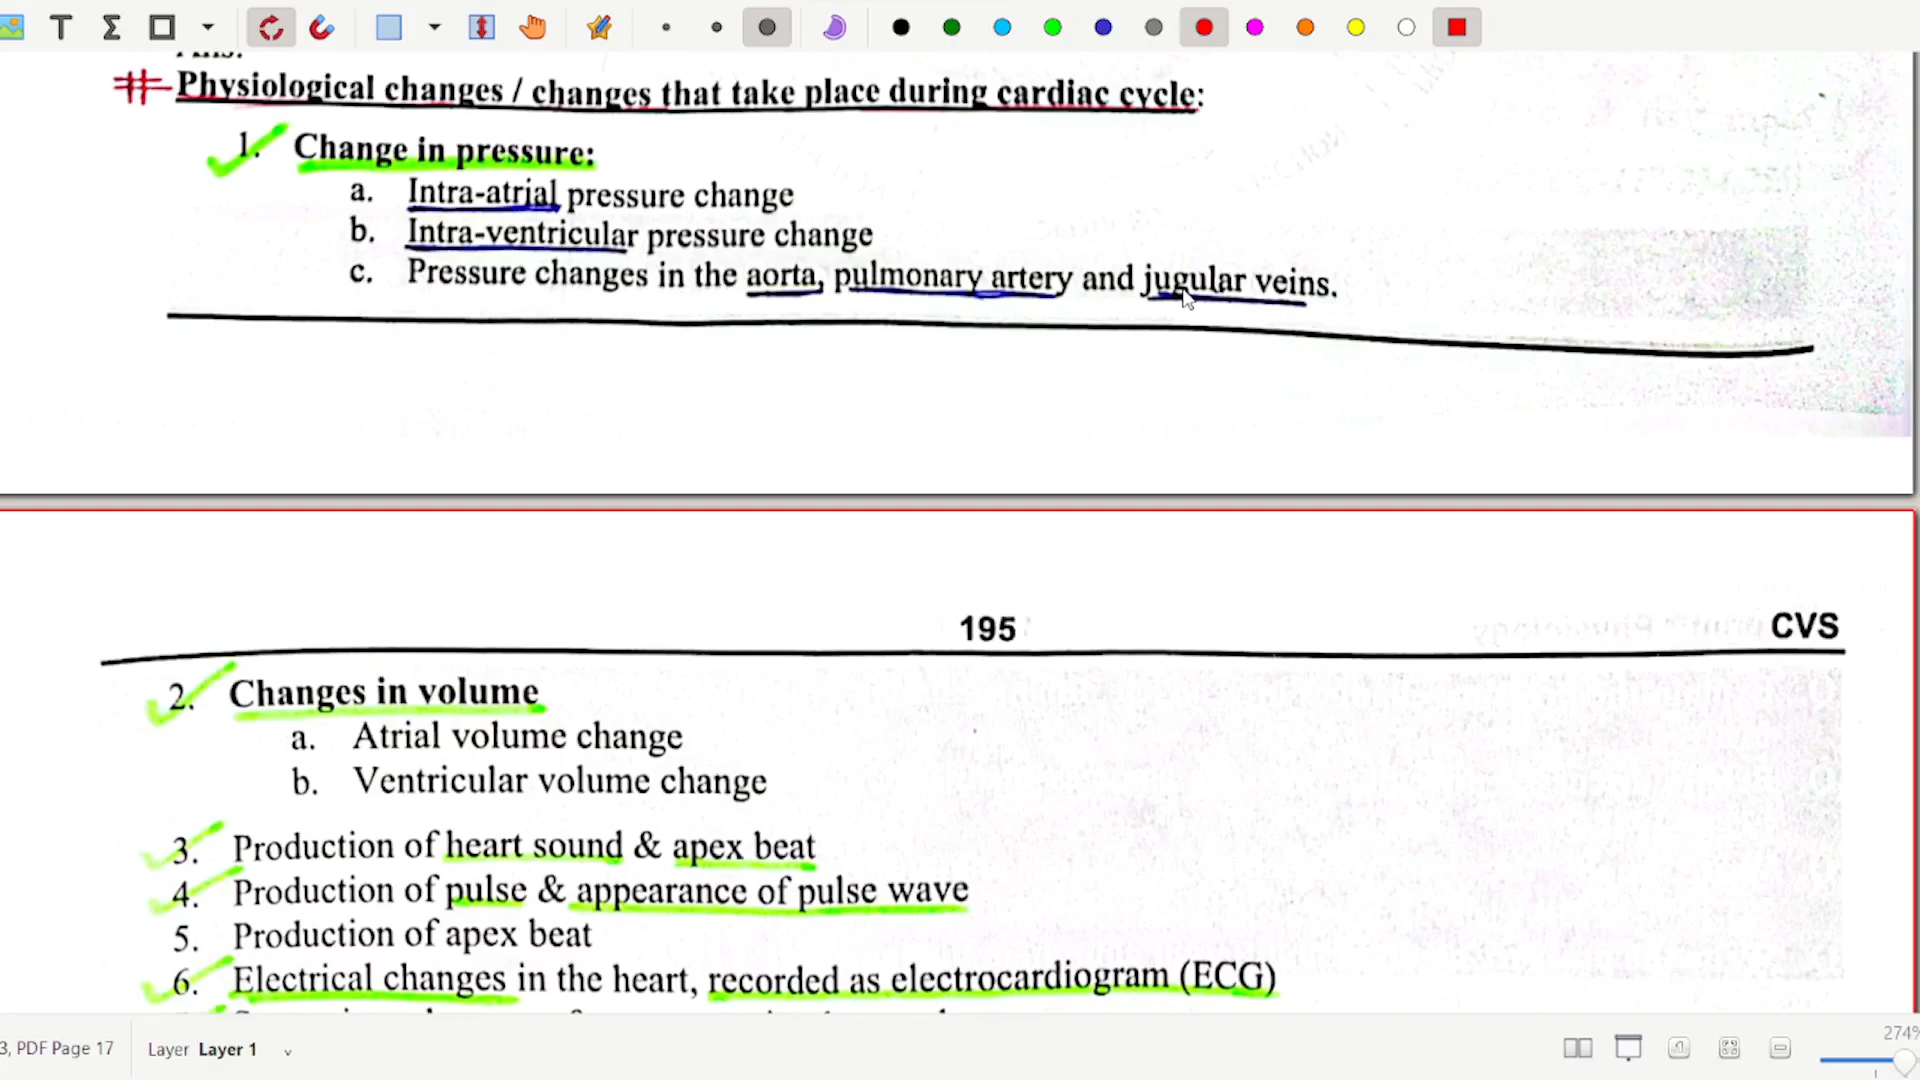 Physiological changes / changes that take place during cardiac cycle:
1. Change in pressure:
a. Intra-atrial pressure change
b. Intra-ventricular pressure change
c. Pressure changes in the aorta, pulmonary artery and jugular veins.
195 CVS
2. Changes in volume
a. Atrial volume change
b. Ventricular volume change
3. Production of heart sound & apex beat
4. Production of pulse & appearance of pulse wave
5. Production of apex beat
6. Electrical changes in the heart, recorded as electrocardiogram (ECG)
3, PDF Page 17 Layer Layer 1 274%